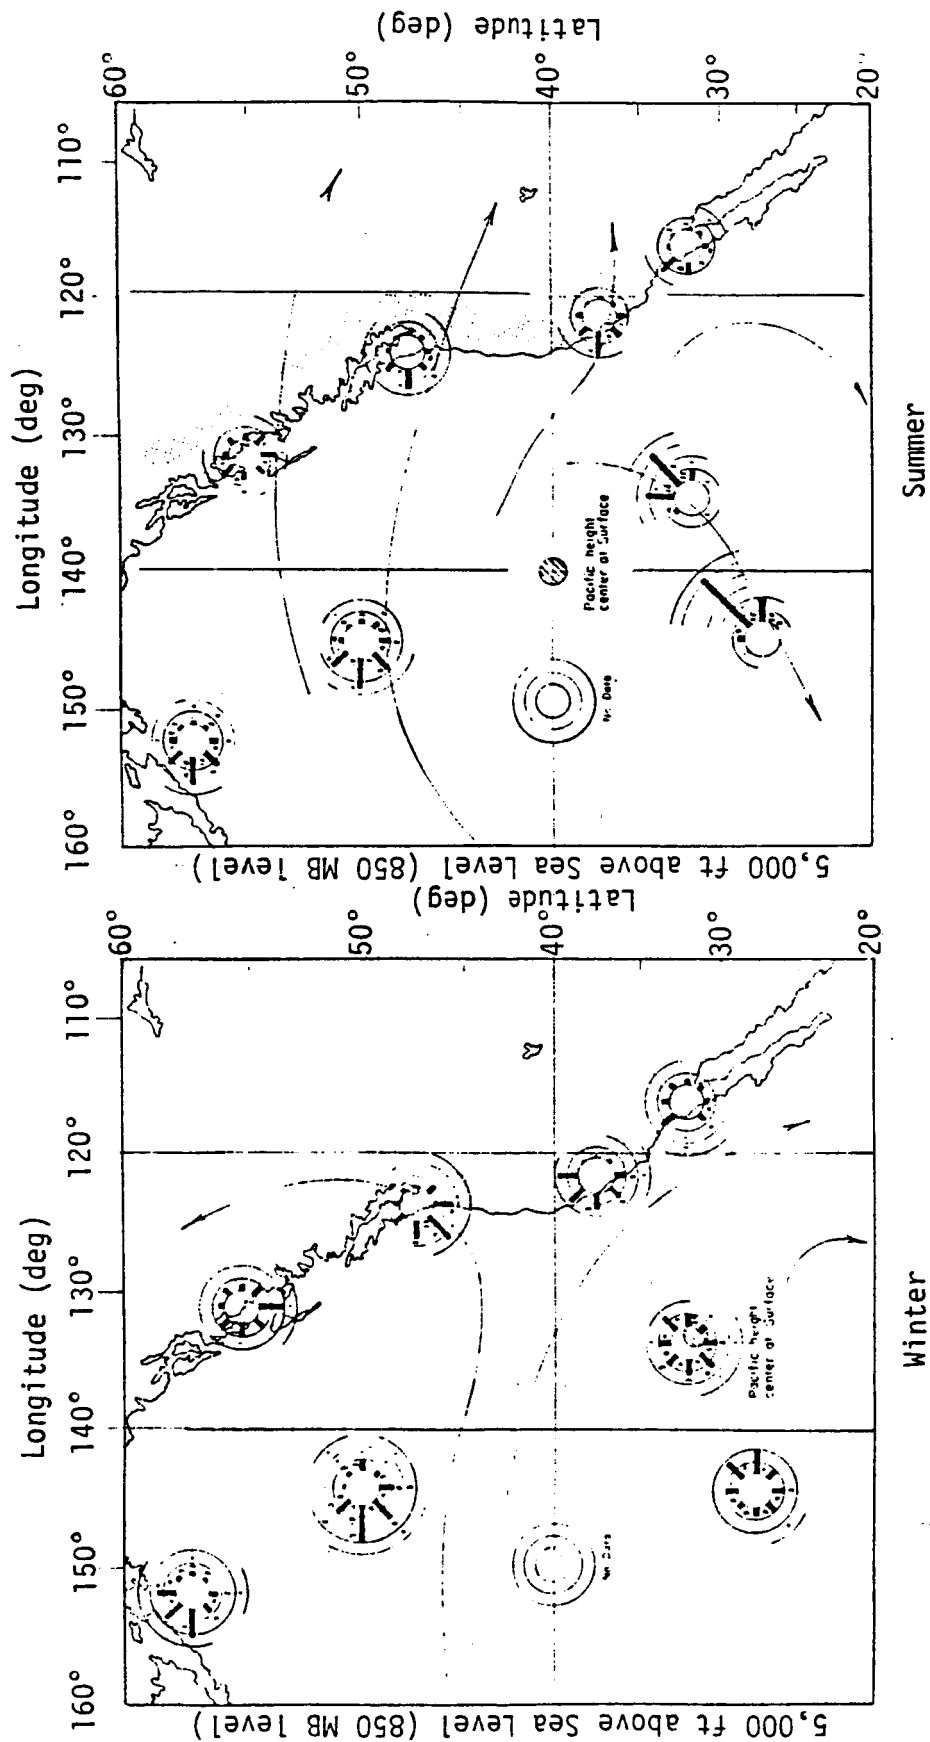 Longitude (deg)
160°
150°
140°
130°
120°
110°
60°
50°
40°
30°
20°
Latitude (deg)
5,000 ft above Sea Level (850 MB level)
No Data
Pacific height
center at Surface
Winter
Longitude (deg)
160°
150°
140°
130°
120°
110°
60°
50°
40°
30°
20°
Latitude (deg)
5,000 ft above Sea Level (850 MB level)
No Data
Pacific height
center at Surface
Summer